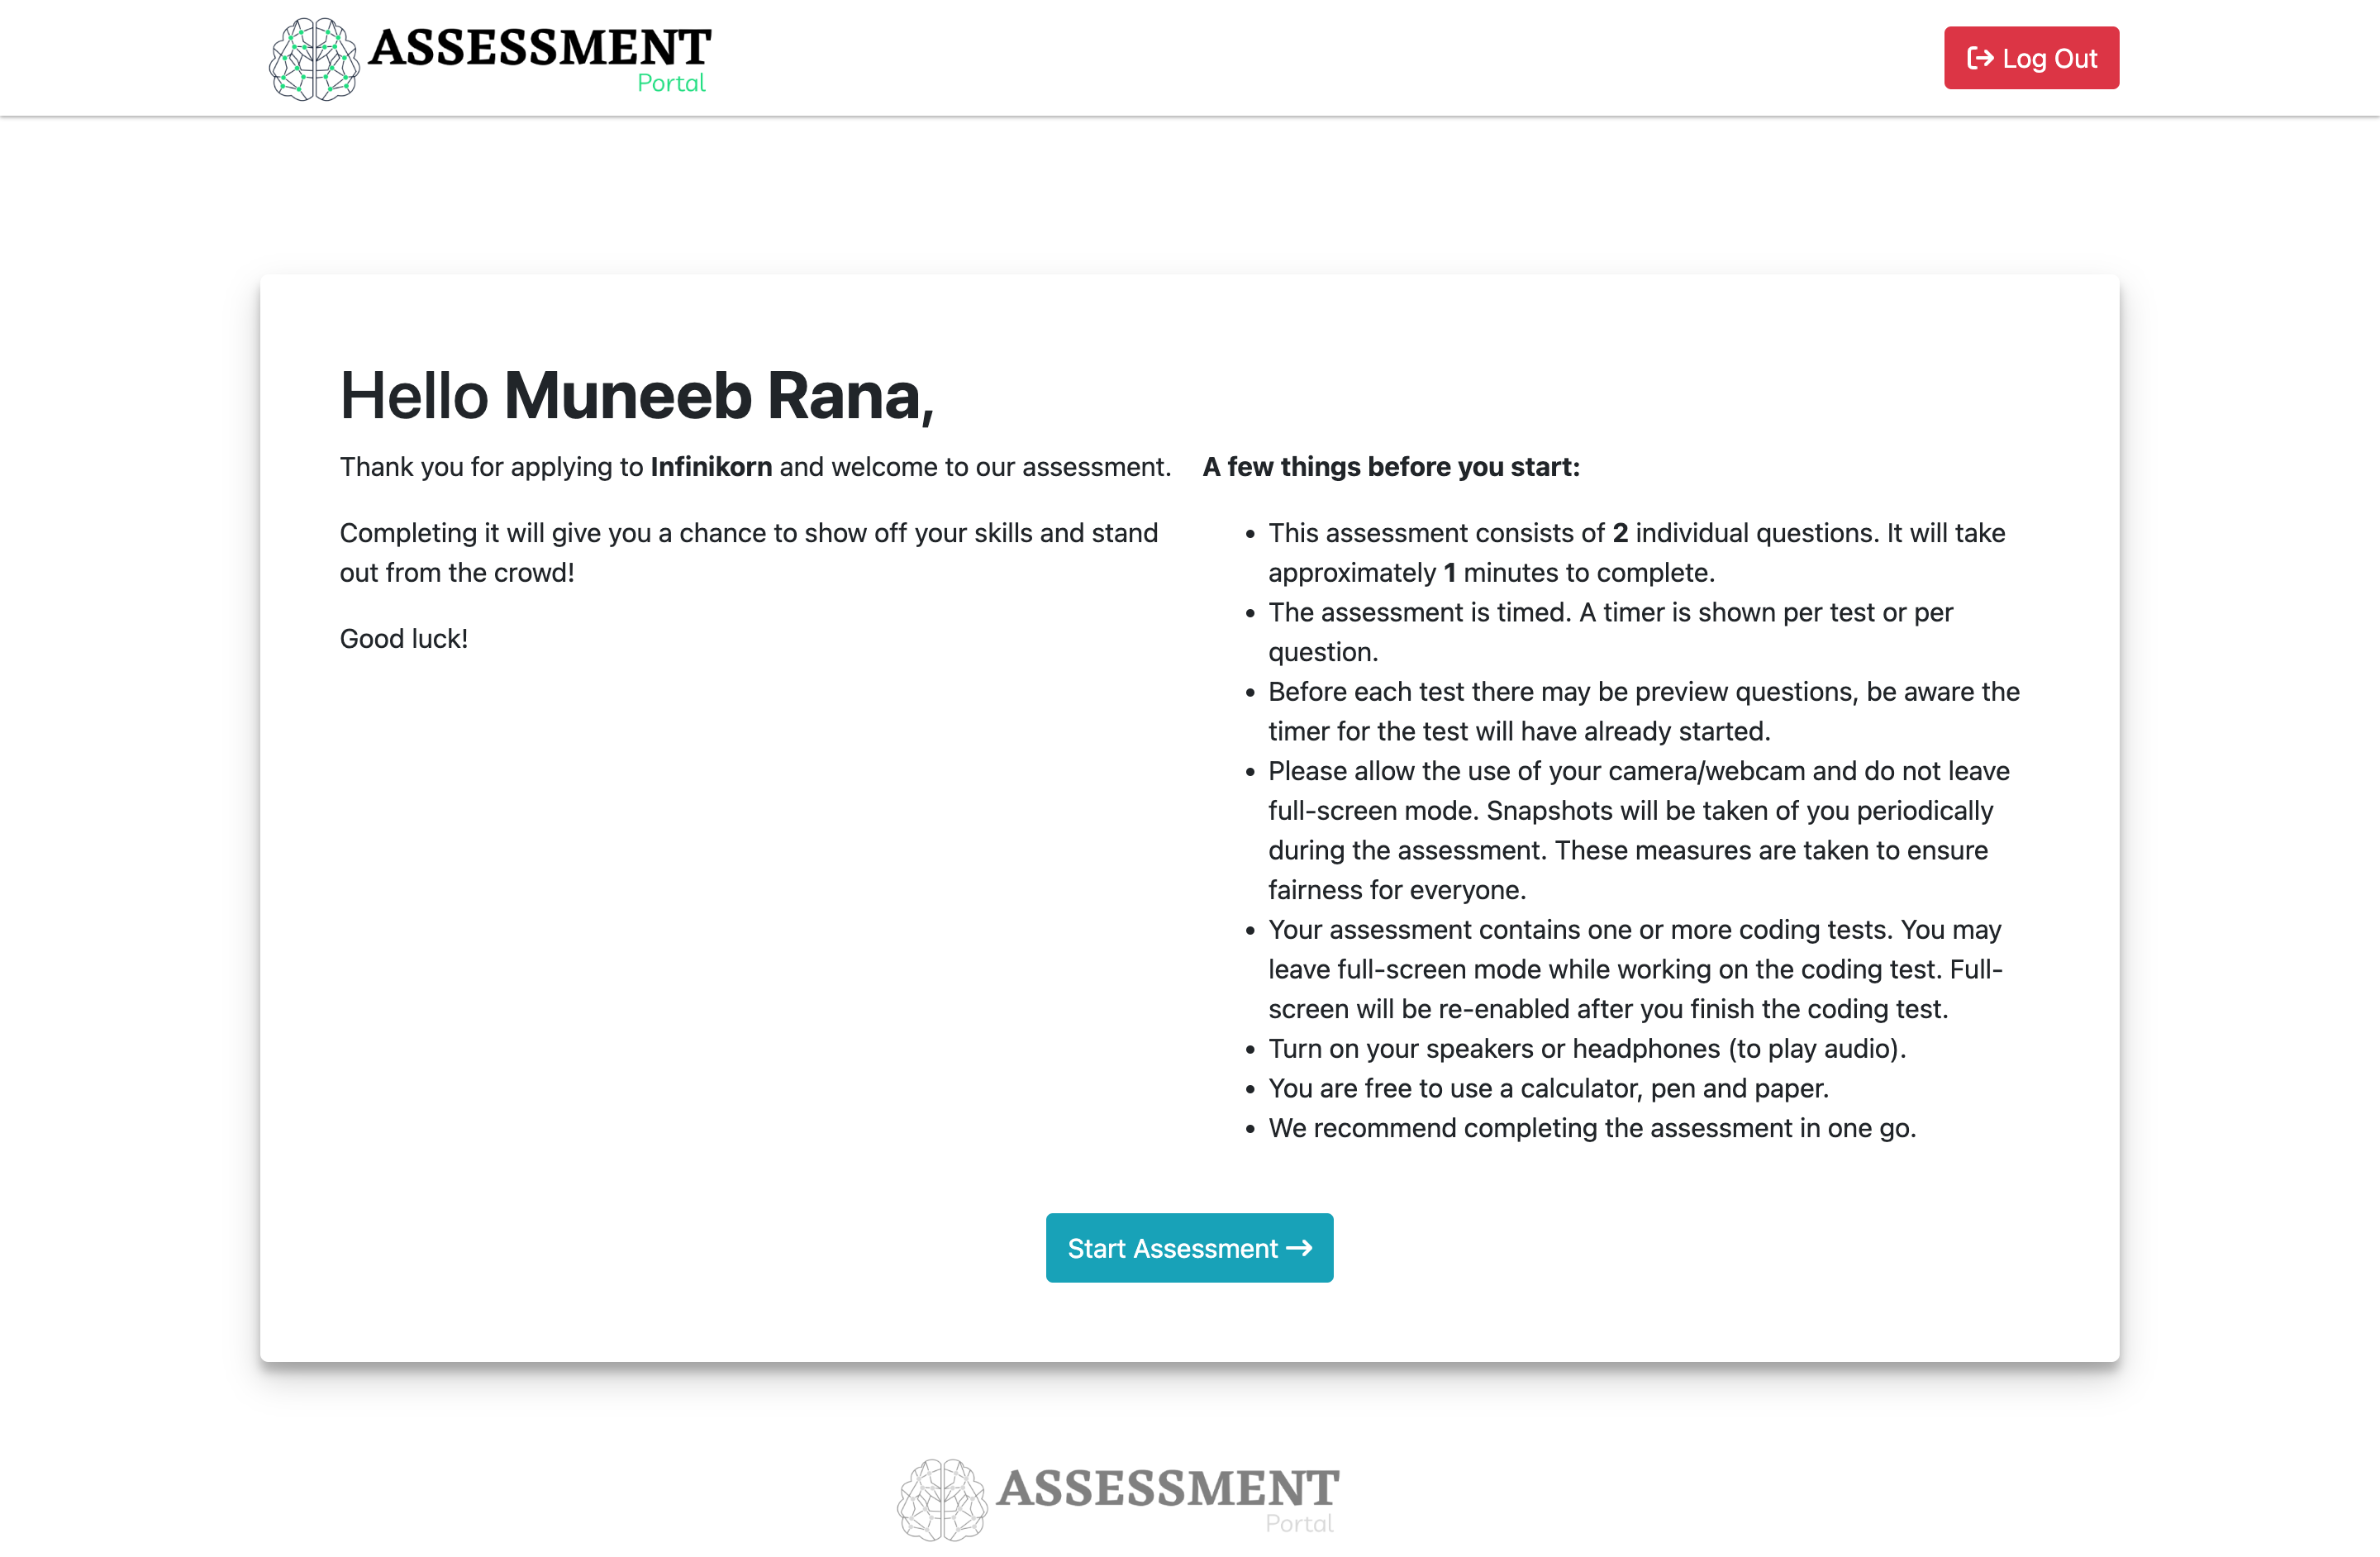 ASSESSMENT
Portal
Log Out
Hello Muneeb Rana,
Thank you for applying to Infinikorn and welcome to our assessment.
Completing it will give you a chance to show off your skills and stand
out from the crowd!
Good luck!
A few things before you start:
• This assessment consists of 2 individual questions. It will take
approximately 1 minutes to complete.
• The assessment is timed. A timer is shown per test or per
question.
• Before each test there may be preview questions, be aware the
timer for the test will have already started.
• Please allow the use of your camera/webcam and do not leave
full-screen mode. Snapshots will be taken of you periodically
during the assessment. These measures are taken to ensure
fairness for everyone.
• Your assessment contains one or more coding tests. You may
leave full-screen mode while working on the coding test. Full-
screen will be re-enabled after you finish the coding test.
• Turn on your speakers or headphones (to play audio).
• You are free to use a calculator, pen and paper.
• We recommend completing the assessment in one go.
Start Assessment →
ASSESSMENT
Portal